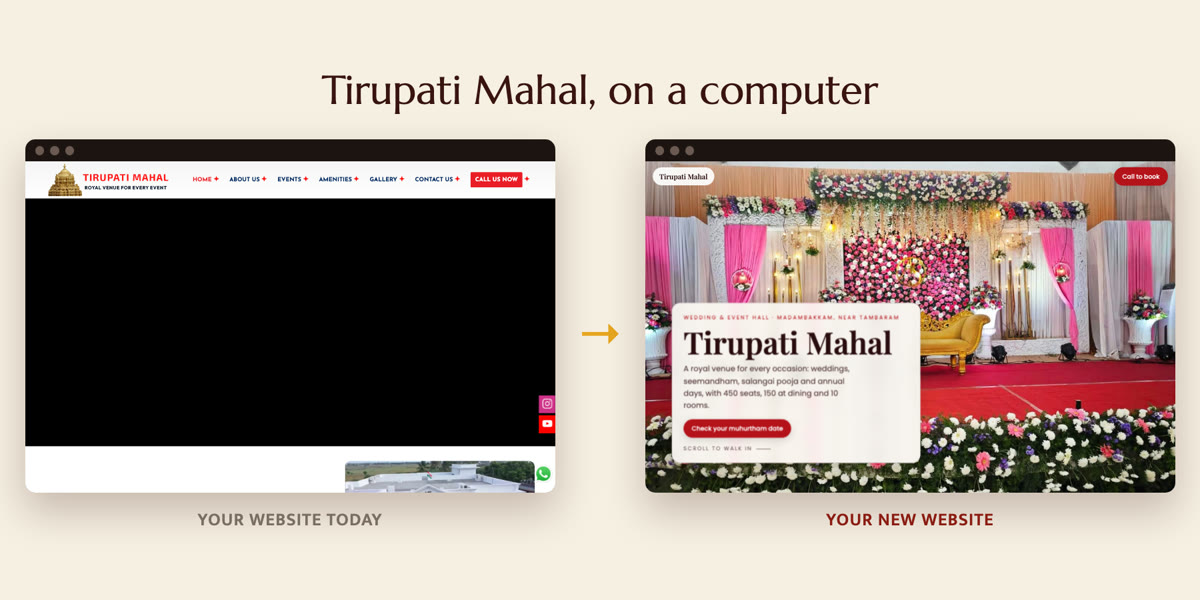 Tirupati Mahal, on a computer
TIRUPATI MAHAL
ROYAL VENUE FOR EVERY EVENT
HOME + ABOUT US + EVENTS + AMENITIES + GALLERY + CONTACT US + CALL US NOW +
Tirupati Mahal
Call to book
WEDDING & EVENT HALL · MADAMBAKKAM, NEAR TAMBARAM
Tirupati Mahal
A royal venue for every occasion: weddings,
seemandham, salangai pooja and annual
days, with 450 seats, 150 at dining and 10
rooms.
Check your muhurtham date
SCROLL TO WALK IN
YOUR WEBSITE TODAY
YOUR NEW WEBSITE